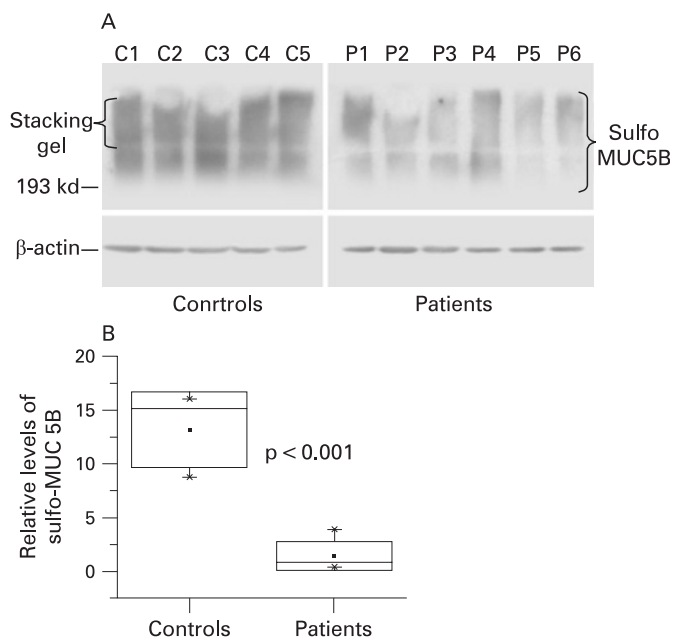 A
C1 C2 C3 C4 C5 P1 P2 P3 P4 P5 P6
Stacking
gel
Sulfo
MUC5B
193 kd
β-actin
Conrtrols Patients
B
20
15
10
5
0
Relative levels of
sulfo-MUC 5B
p < 0.001
Controls Patients